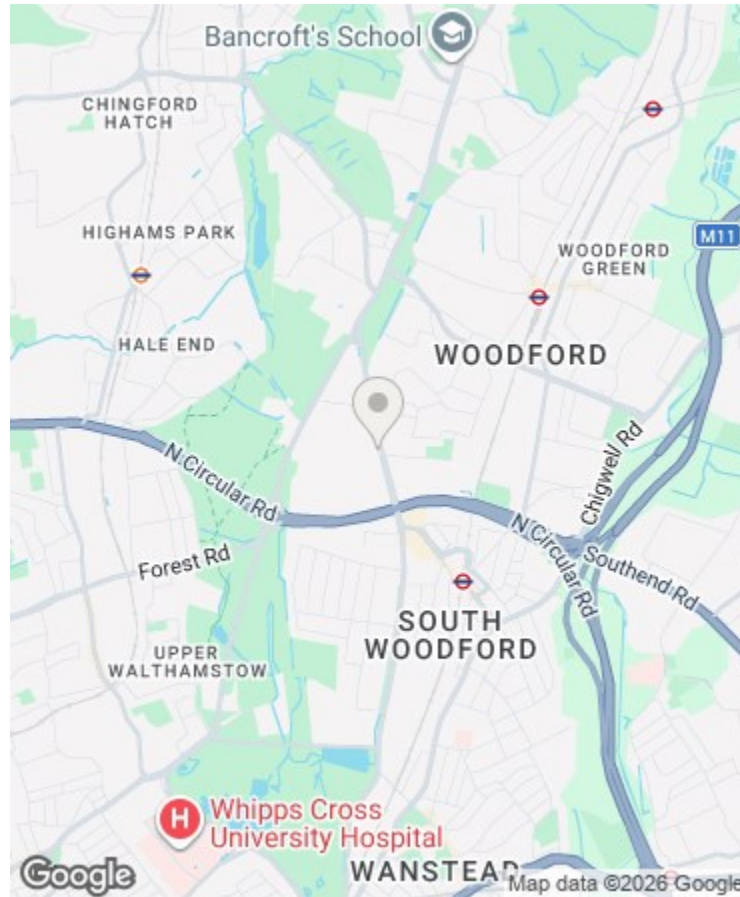 Bancroft's School
CHINGFORD
HATCH
HIGHAMS PARK
M11
WOODFORD
GREEN
HALE END
WOODFORD
Chigwell Rd
N Circular Rd
N Circular Rd
Southend Rd
Forest Rd
SOUTH
WOODFORD
UPPER
WALTHAMSTOW
H
Whipps Cross
University Hospital
WANSTEAD
Google
Map data ©2026 Google